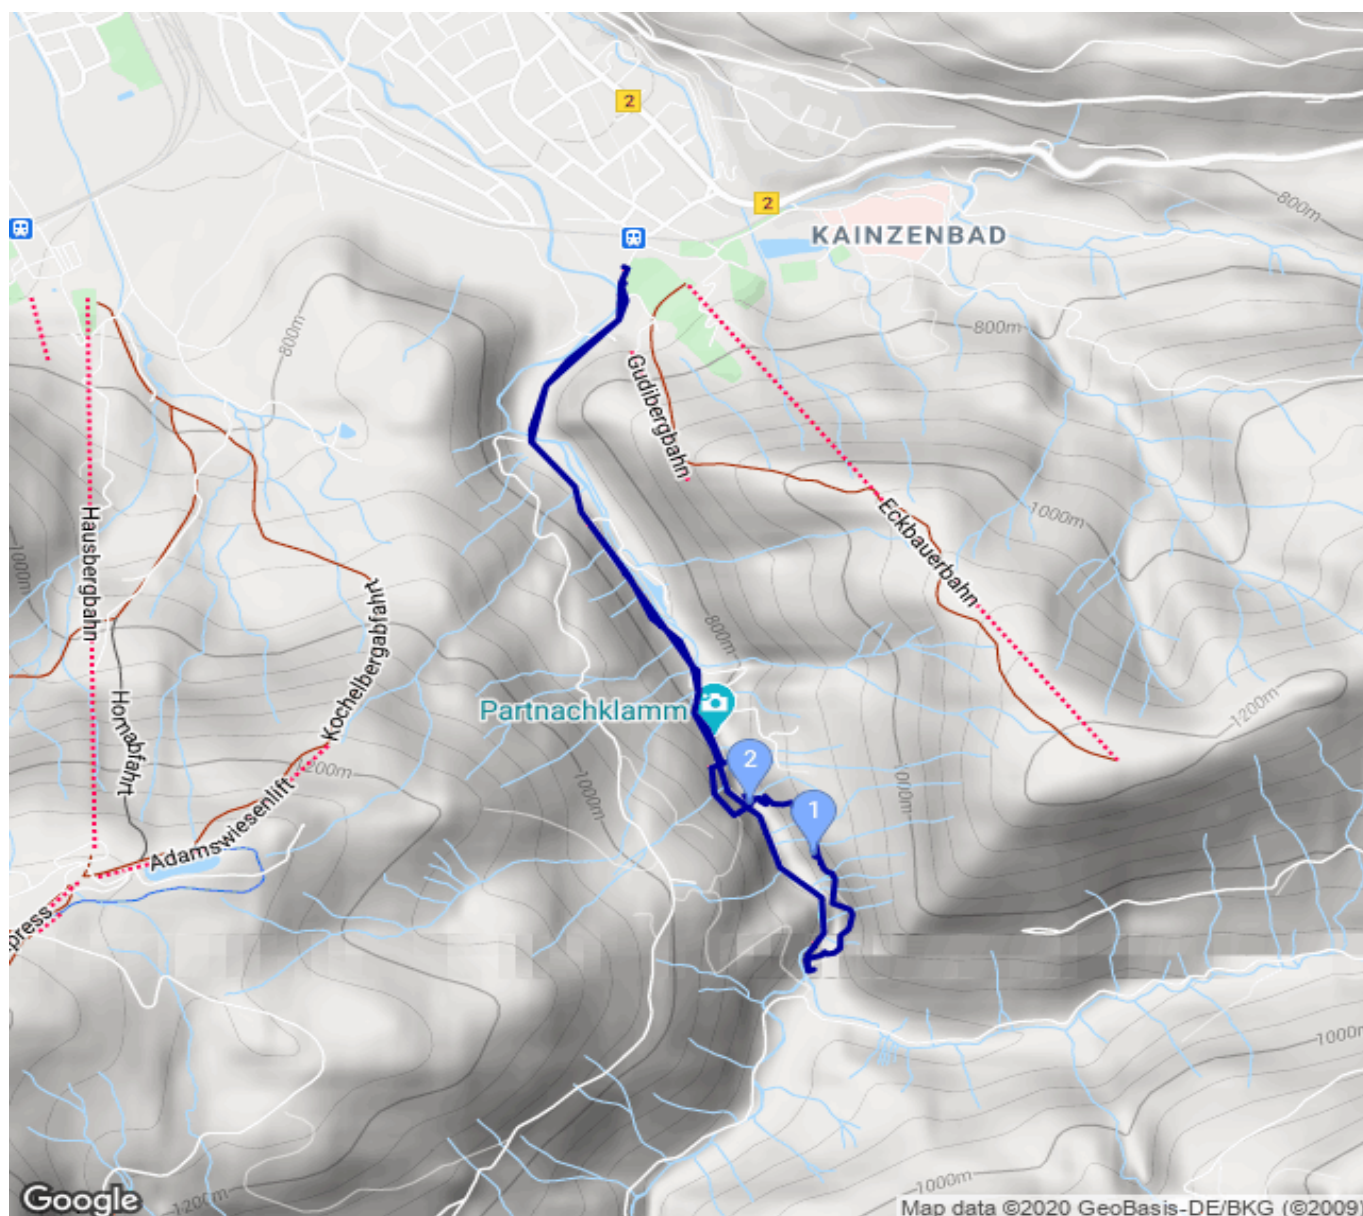 2
2
KAINZENBAD
800m
800m
800m
Gudibergbahn
1000m
Eckbauerbahn
Hausbergbahn
1000m
Kochelbergabfahrt
800m
Partnachklamm
1200m
Hornabfahrt
1200m
2
1000m
1000m
1
Adamswiesenlift
press
1000m
1000m
1200m
Google
Map data ©2020 GeoBasis-DE/BKG (©2009)